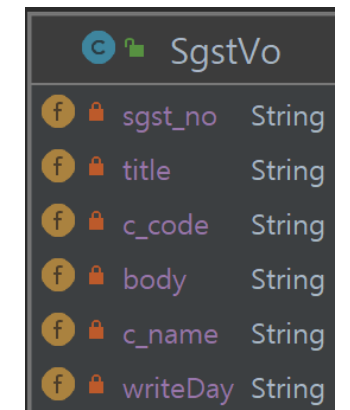 C SgstVo
f sgst_no String
f title String
f c_code String
f body String
f c_name String
f writeDay String